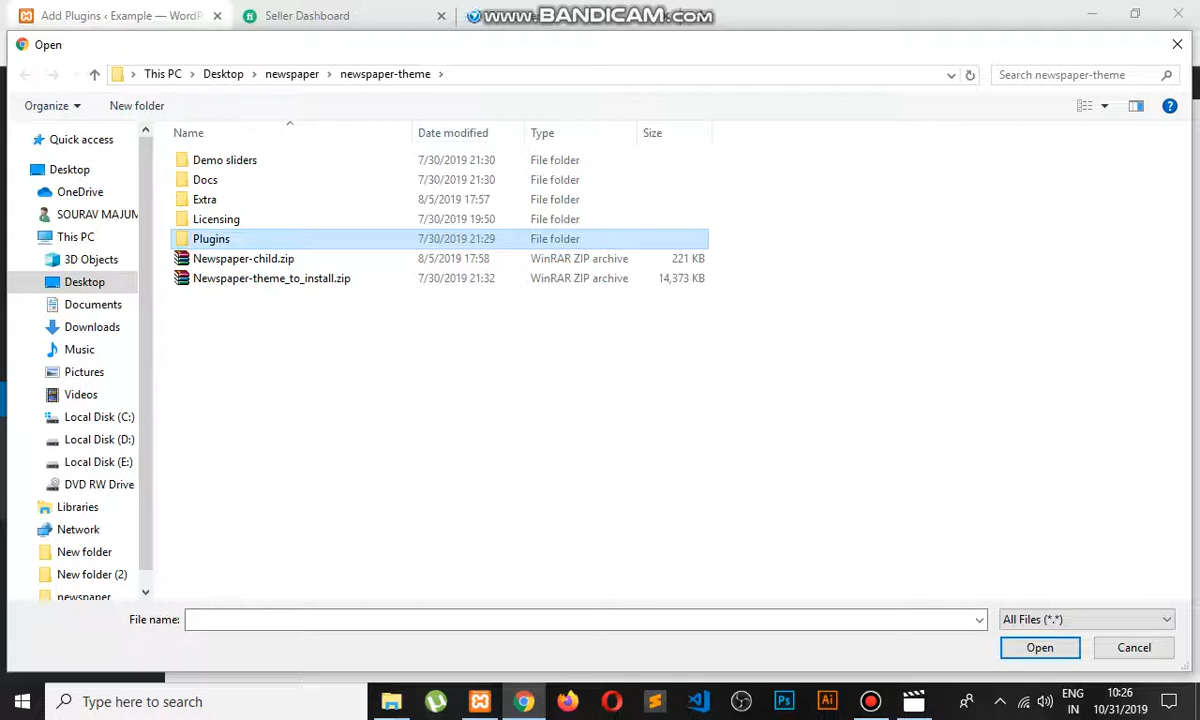 Add Plugins ‹ Example — WordP
Seller Dashboard
www.BANDICAM.com
Open
This PC > Desktop > newspaper > newspaper-theme >
Search newspaper-theme
Organize
New folder
Name Date modified Type Size
Quick access
Desktop
OneDrive
SOURAV MAJUM
This PC
3D Objects
Desktop
Documents
Downloads
Music
Pictures
Videos
Local Disk (C:)
Local Disk (D:)
Local Disk (E:)
DVD RW Drive
Libraries
Network
New folder
New folder (2)
newspaper
Demo sliders 7/30/2019 21:30 File folder
Docs 7/30/2019 21:30 File folder
Extra 8/5/2019 17:57 File folder
Licensing 7/30/2019 19:50 File folder
Plugins 7/30/2019 21:29 File folder
Newspaper-child.zip 8/5/2019 17:58 WinRAR ZIP archive 221 KB
Newspaper-theme_to_install.zip 7/30/2019 21:32 WinRAR ZIP archive 14,373 KB
File name:
All Files (*.*)
Open
Cancel
Type here to search
Ps
Ai
ENG
IN
10:26
10/31/2019